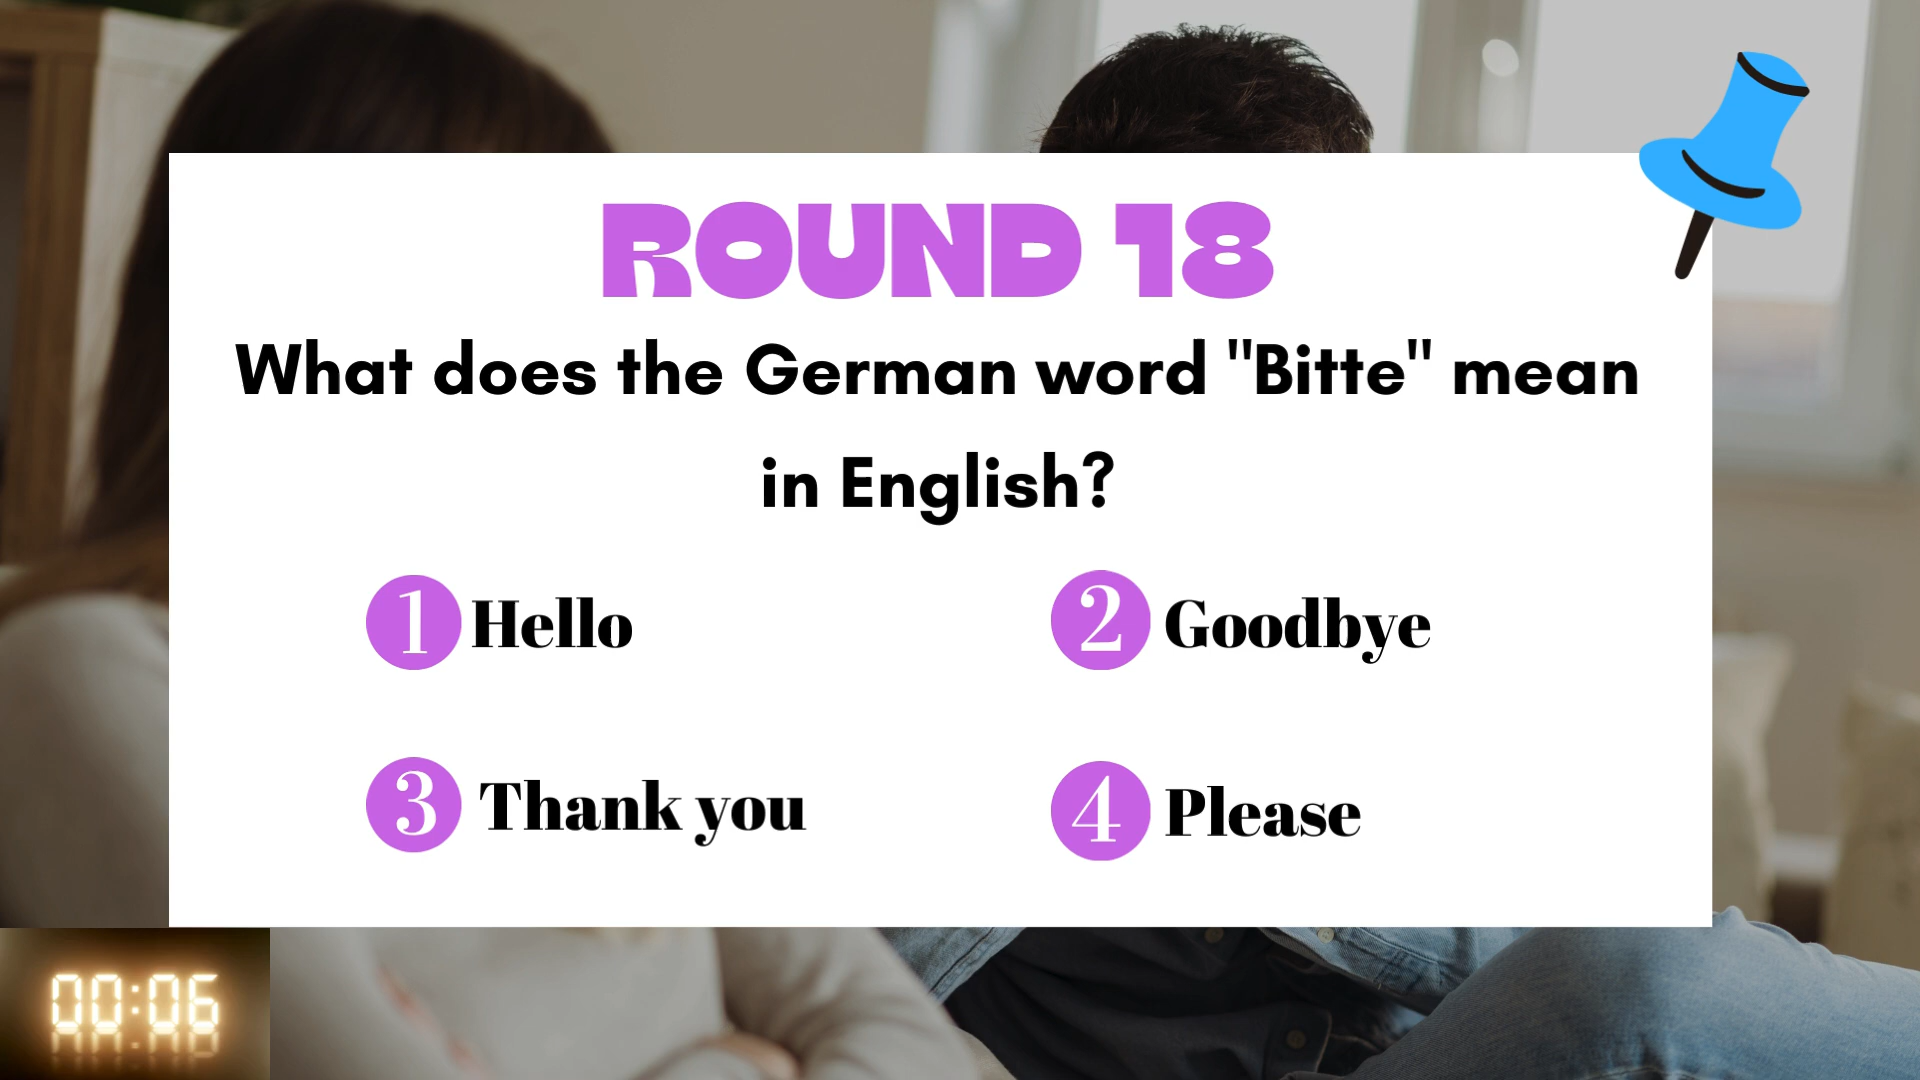 ROUND 18
What does the German word "Bitte" mean
in English?
1 Hello
2 Goodbye
3 Thank you
4 Please
00:06